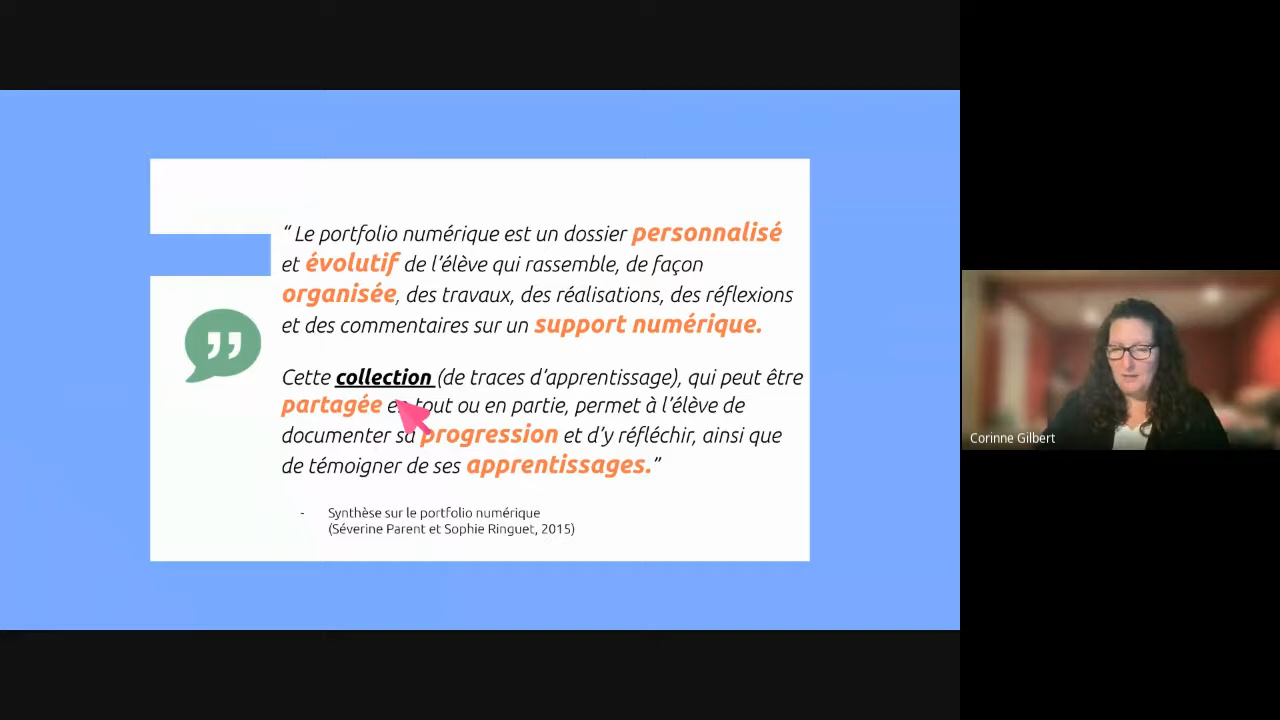 “ Le portfolio numérique est un dossier personnalisé
et évolutif de l’élève qui rassemble, de façon
organisée, des travaux, des réalisations, des réflexions
et des commentaires sur un support numérique.
Cette collection (de traces d’apprentissage), qui peut être
partagée en tout ou en partie, permet à l’élève de
documenter sa progression et d’y réfléchir, ainsi que
de témoigner de ses apprentissages.”
- Synthèse sur le portfolio numérique
(Séverine Parent et Sophie Ringuet, 2015)
Corinne Gilbert